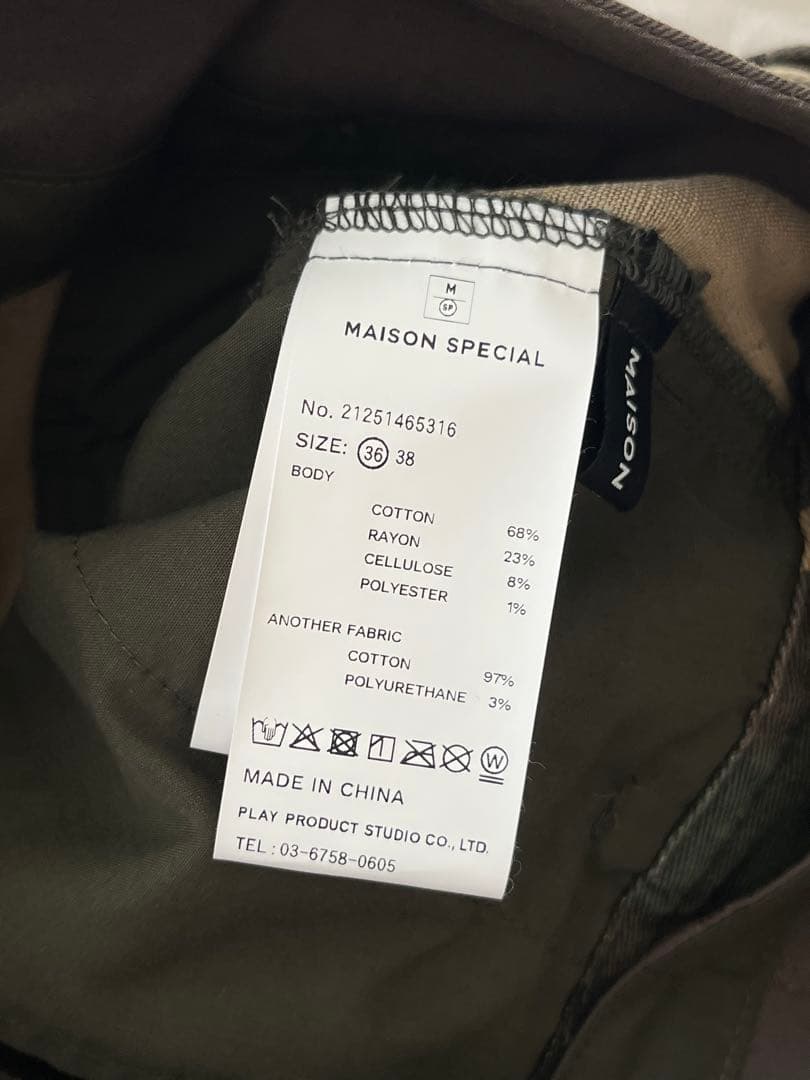 M
SP
MAISON SPECIAL
MAISON
No. 21251465316
SIZE: 36 38
BODY
COTTON 68%
RAYON 23%
CELLULOSE 8%
POLYESTER 1%
ANOTHER FABRIC
COTTON 97%
POLYURETHANE 3%
W
MADE IN CHINA
PLAY PRODUCT STUDIO CO., LTD.
TEL : 03-6758-0605